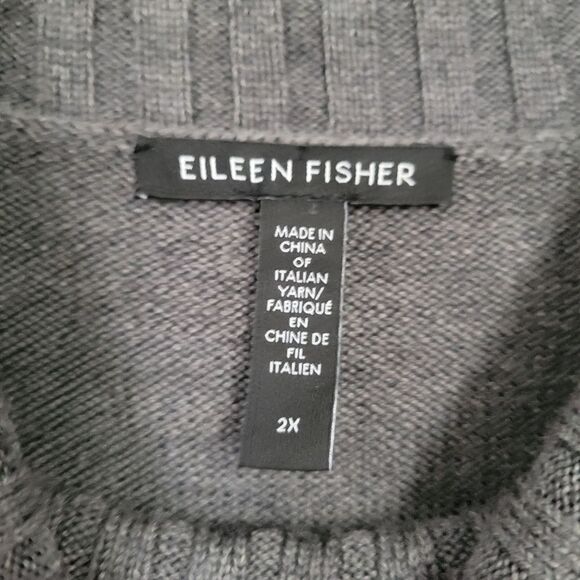 EILEEN FISHER
MADE IN
CHINA
OF
ITALIAN
YARN/
FABRIQUÉ
EN
CHINE DE
FIL
ITALIEN
2X